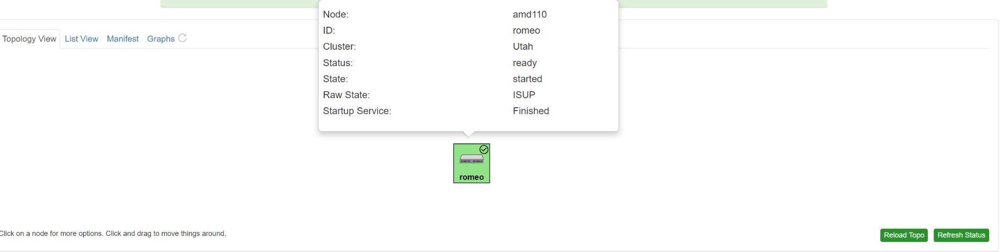 Node: amd110
ID: romeo
Cluster: Utah
Status: ready
State: started
Raw State: ISUP
Startup Service: Finished
Topology View List View Manifest Graphs
romeo
Click on a node for more options. Click and drag to move things around.
Reload Topo Refresh Status